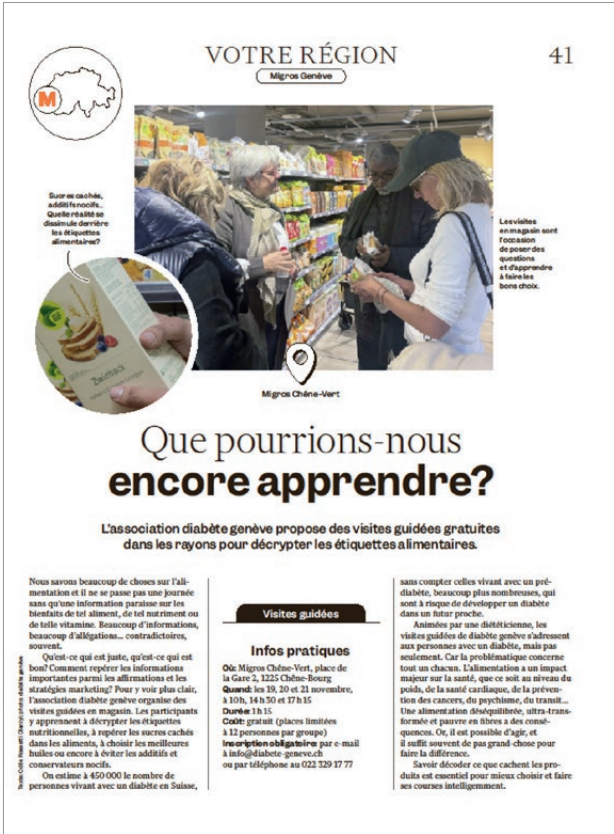 VOTRE RÉGION
41
Migros Genève
M
Sucres cachés,
additifs nocifs...
Quelle réalité se
dissimule derrière
les étiquettes
alimentaires?
Les visites
en magasin sont
l'occasion
de poser des
questions
et d'apprendre
à faire les
bons choix.
Zwieback
Migros Chêne-Vert
Que pourrions-nous
encore apprendre?
L'association diabète genève propose des visites guidées gratuites
dans les rayons pour décrypter les étiquettes alimentaires.
Nous savons beaucoup de choses sur l'ali-
mentation et il ne se passe pas une journée
sans qu'une information paraisse sur les
bienfaits de tel aliment, de tel nutriment ou
de telle vitamine. Beaucoup d'informations,
beaucoup d'allégations... contradictoires,
souvent.
Qu'est-ce qui est juste, qu'est-ce qui est
bon? Comment repérer les informations
importantes parmi les affirmations et les
stratégies marketing? Pour y voir plus clair,
l'association diabète genève organise des
visites guidées en magasin. Les participants
y apprennent à décrypter les étiquettes
nutritionnelles, à repérer les sucres cachés
dans les aliments, à choisir les meilleures
huiles ou encore à éviter les additifs et
conservateurs nocifs.
On estime à 450 000 le nombre de
personnes vivant avec un diabète en Suisse,
Visites guidées
Infos pratiques
Où: Migros Chêne-Vert, place de
la Gare 2, 1225 Chêne-Bourg
Quand: les 19, 20 et 21 novembre,
à 10 h, 14 h 30 et 17 h 15
Durée: 1 h 15
Coût: gratuit (places limitées
à 12 personnes par groupe)
Inscription obligatoire: par e-mail
à info@diabete-geneve.ch
ou par téléphone au 022 329 17 77
sans compter celles vivant avec un pré-
diabète, beaucoup plus nombreuses, qui
sont à risque de développer un diabète
dans un futur proche.
Animées par une diététicienne, les
visites guidées de diabète genève s'adressent
aux personnes avec un diabète, mais pas
seulement. Car la problématique concerne
tout un chacun. L'alimentation a un impact
majeur sur la santé, que ce soit au niveau du
poids, de la santé cardiaque, de la préven-
tion des cancers, du psychisme, du transit...
Une alimentation déséquilibrée, ultra-trans-
formée et pauvre en fibres a des consé-
quences. Or, il est possible d'agir, et
il suffit souvent de pas grand-chose pour
faire la différence.
Savoir décoder ce que cachent les pro-
duits est essentiel pour mieux choisir et faire
ses courses intelligemment.
photo: diabète genève